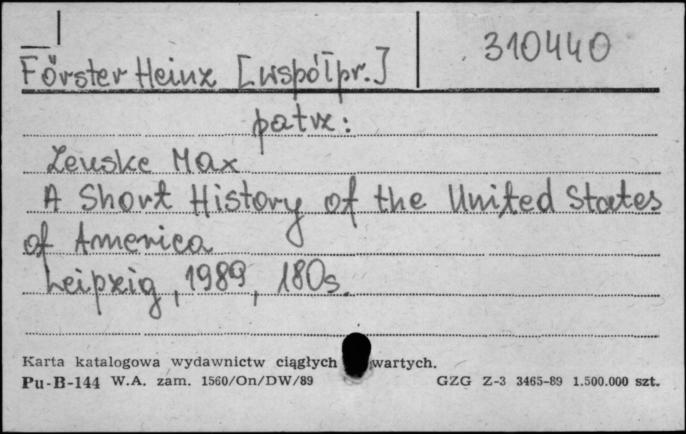 Förster Heinz [współpr.] 310440
patrz:
Zeuske Max
A Short History of the United States
of America
Leipzig, 1989, 180s.
Karta katalogowa wydawnictw ciągłych wartych.
Pu-B-144 W.A. zam. 1560/On/DW/89 GZG Z-3 3465-89 1.500.000 szt.